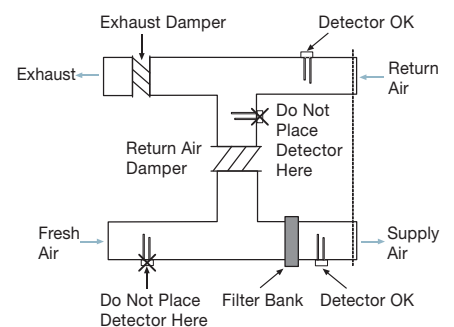 Exhaust Damper
Detector OK
Exhaust
Return
Air
Do Not
Place
Detector
Here
Return Air
Damper
Fresh
Air
Supply
Air
Do Not Place
Detector Here
Filter Bank
Detector OK